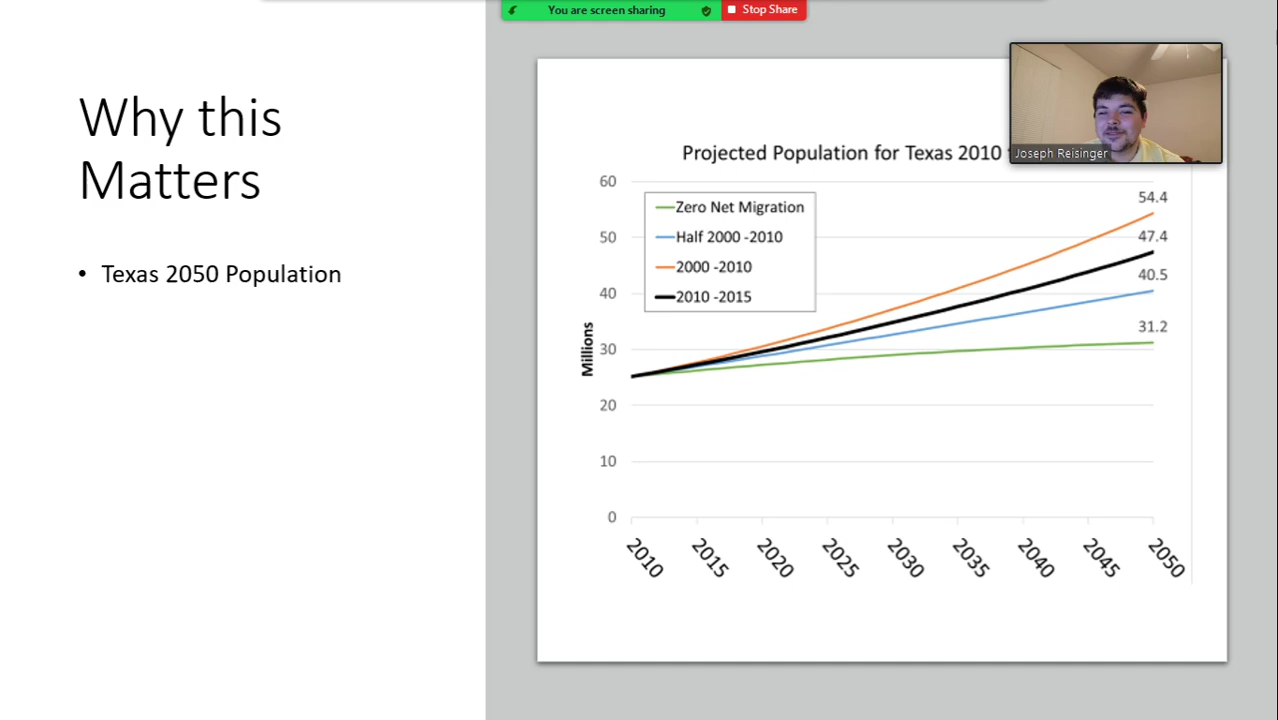 You are screen sharing
Stop Share
Why this
Matters
• Texas 2050 Population
Joseph Reisinger
Projected Population for Texas 2010
60
50
40
30
20
10
0
Millions
Zero Net Migration
Half 2000 -2010
2000 -2010
2010 -2015
54.4
47.4
40.5
31.2
2010
2015
2020
2025
2030
2035
2040
2045
2050